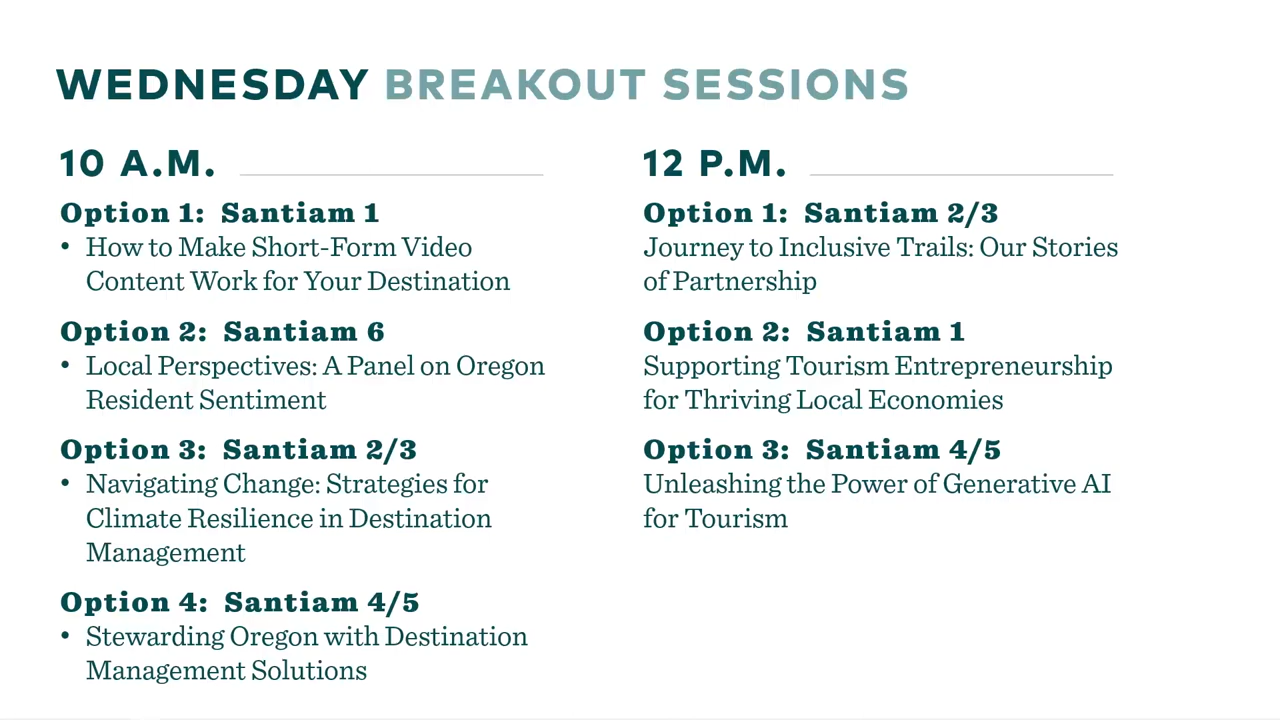 WEDNESDAY BREAKOUT SESSIONS
10 A.M.
Option 1: Santiam 1
• How to Make Short-Form Video
Content Work for Your Destination
Option 2: Santiam 6
• Local Perspectives: A Panel on Oregon
Resident Sentiment
Option 3: Santiam 2/3
• Navigating Change: Strategies for
Climate Resilience in Destination
Management
Option 4: Santiam 4/5
• Stewarding Oregon with Destination
Management Solutions
12 P.M.
Option 1: Santiam 2/3
Journey to Inclusive Trails: Our Stories
of Partnership
Option 2: Santiam 1
Supporting Tourism Entrepreneurship
for Thriving Local Economies
Option 3: Santiam 4/5
Unleashing the Power of Generative AI
for Tourism